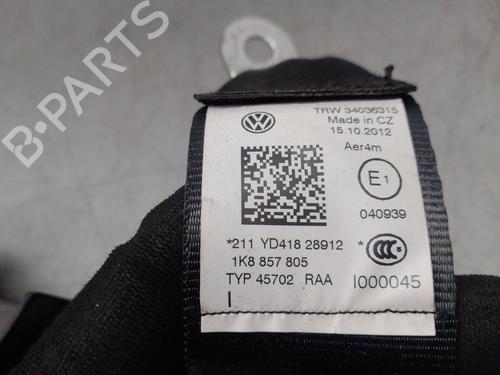 B-PARTS
TRW 34036315
Made in CZ
15.10.2012
Aer4m
E1
040939
*211 YD418 28912 *
1K8 857 805
TYP 45702 RAA I000045
I